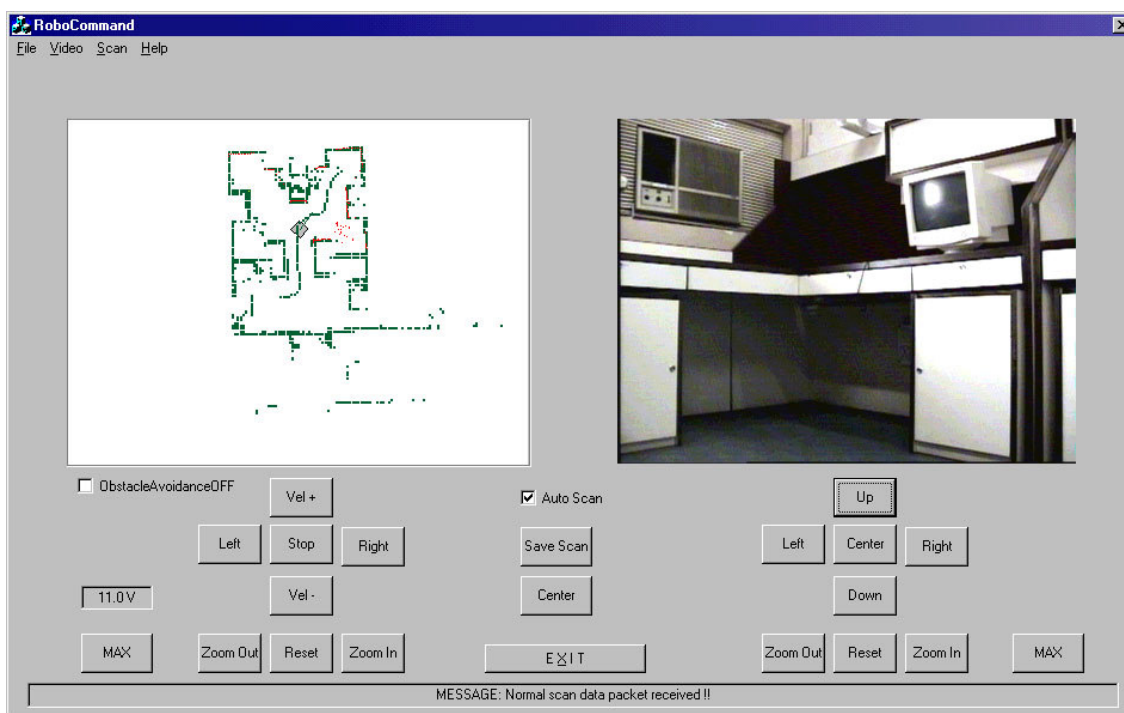 RoboCommand
File Video Scan Help
ObstacleAvoidanceOFF
Vel +
Auto Scan
Up
Left
Stop
Right
Save Scan
Left
Center
Right
11.0 V
Vel -
Center
Down
MAX
Zoom Out
Reset
Zoom In
EXIT
Zoom Out
Reset
Zoom In
MAX
MESSAGE: Normal scan data packet received !!